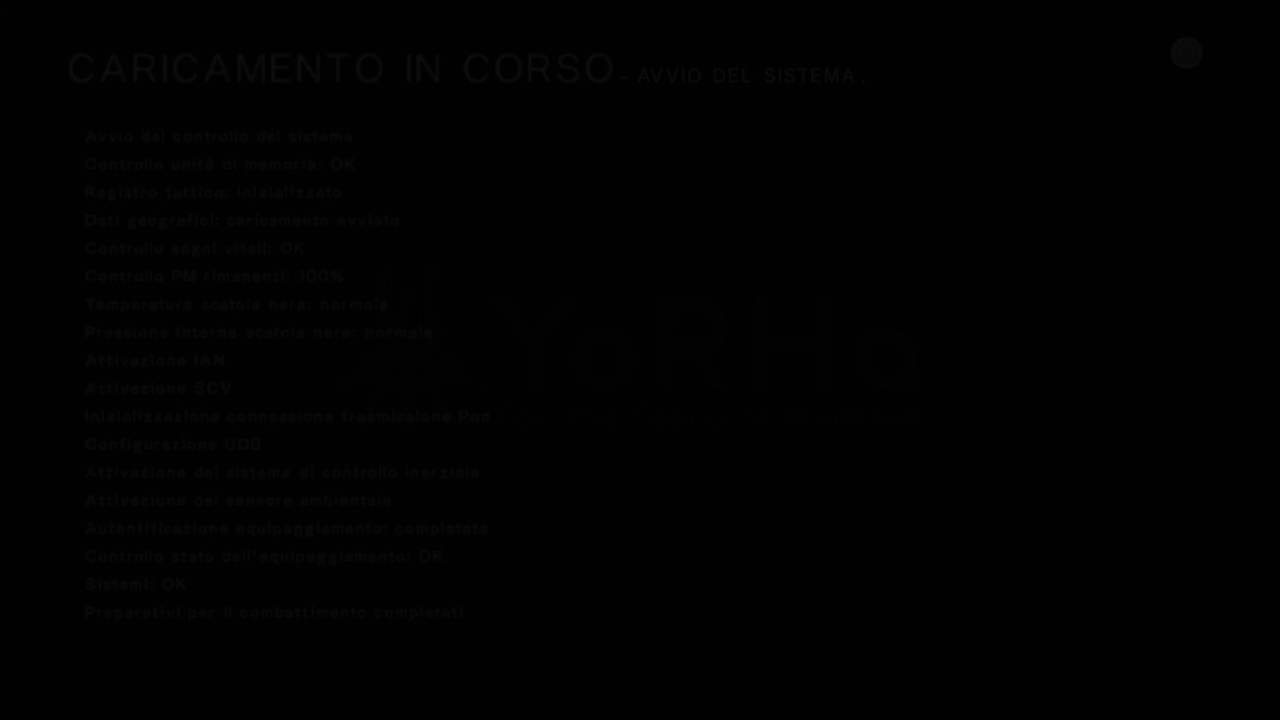 CARICAMENTO IN CORSO - AVVIO DEL SISTEMA.
Avvio del controllo del sistema
Controllo unità di memoria: OK
Registro tattico: inizializzato
Dati geografici: caricamento avviato
Controllo segni vitali: OK
Controllo PM rimanenti: 100%
Temperatura scatola nera: normale
Pressione interna scatola nera: normale
YoRHa
Attivazione IAN
Attivazione SCV
Inizializzazione connessione trasmissione Pod
Configurazione UDB
Attivazione del sistema di controllo inerziale
Attivazione del sensore ambientale
Autentificazione equipaggiamento: completata
Controllo stato dell'equipaggiamento: OK
Sistemi: OK
Preparativi per il combattimento completati